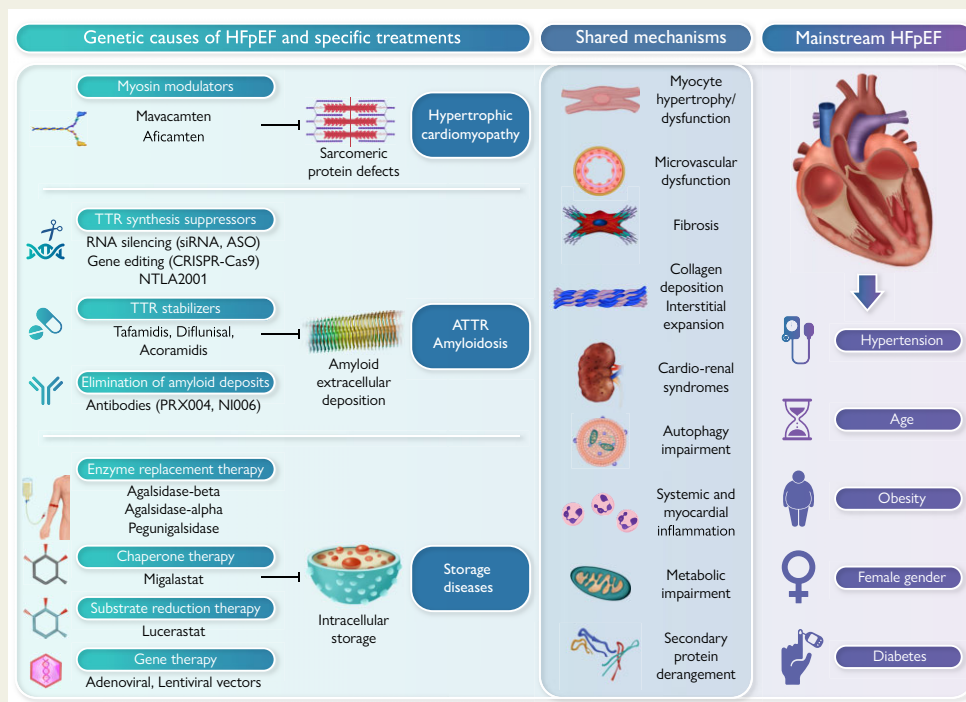 Genetic causes of HFpEF and specific treatments
Shared mechanisms
Mainstream HFpEF
Myosin modulators
Mavacamten
Aficamten
Sarcomeric
protein defects
Hypertrophic
cardiomyopathy
TTR synthesis suppressors
RNA silencing (siRNA, ASO)
Gene editing (CRISPR-Cas9)
NTLA2001
TTR stabilizers
Tafamidis, Diflunisal,
Acoramidis
Elimination of amyloid deposits
Antibodies (PRX004, NI006)
Amyloid
extracellular
deposition
ATTR
Amyloidosis
Enzyme replacement therapy
Agalsidase-beta
Agalsidase-alpha
Pegunigalsidase
Chaperone therapy
Migalastat
Substrate reduction therapy
Lucerastat
Gene therapy
Adenoviral, Lentiviral vectors
Intracellular
storage
Storage
diseases
Myocyte
hypertrophy/
dysfunction
Microvascular
dysfunction
Fibrosis
Collagen
deposition
Interstitial
expansion
Cardio-renal
syndromes
Autophagy
impairment
Systemic and
myocardial
inflammation
Metabolic
impairment
Secondary
protein
derangement
Hypertension
Age
Obesity
Female gender
Diabetes